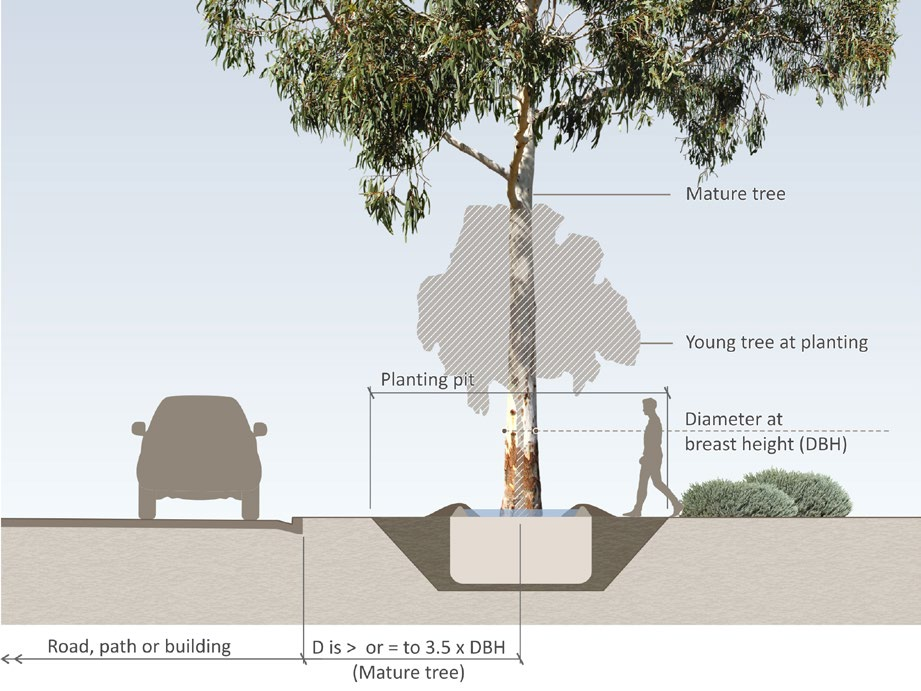 Mature tree
Young tree at planting
Planting pit
Diameter at
breast height (DBH)
Road, path or building
D is > or = to 3.5 x DBH
(Mature tree)